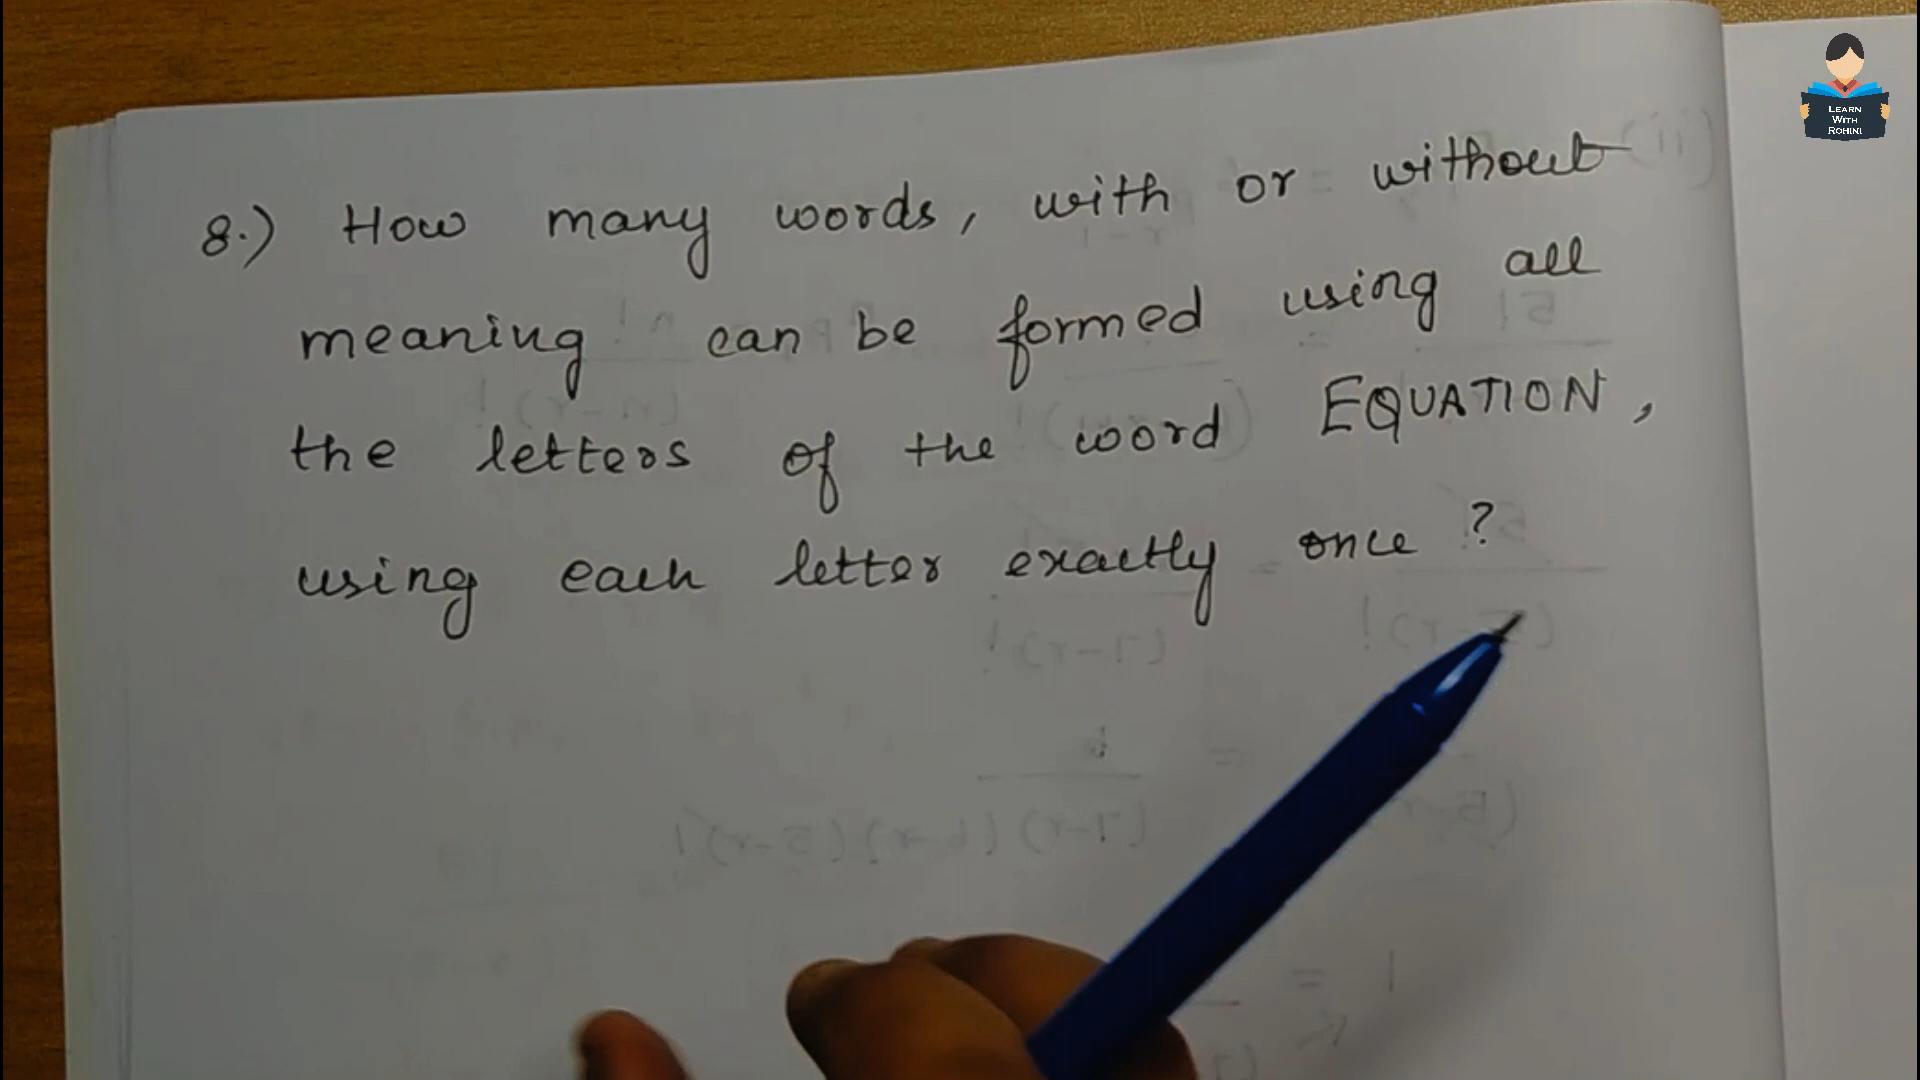 LEARN
WITH
ROHINI
8.) How many words, with or without
meaning can be formed using all
the letters of the word EQUATION,
using each letter exactly once ?